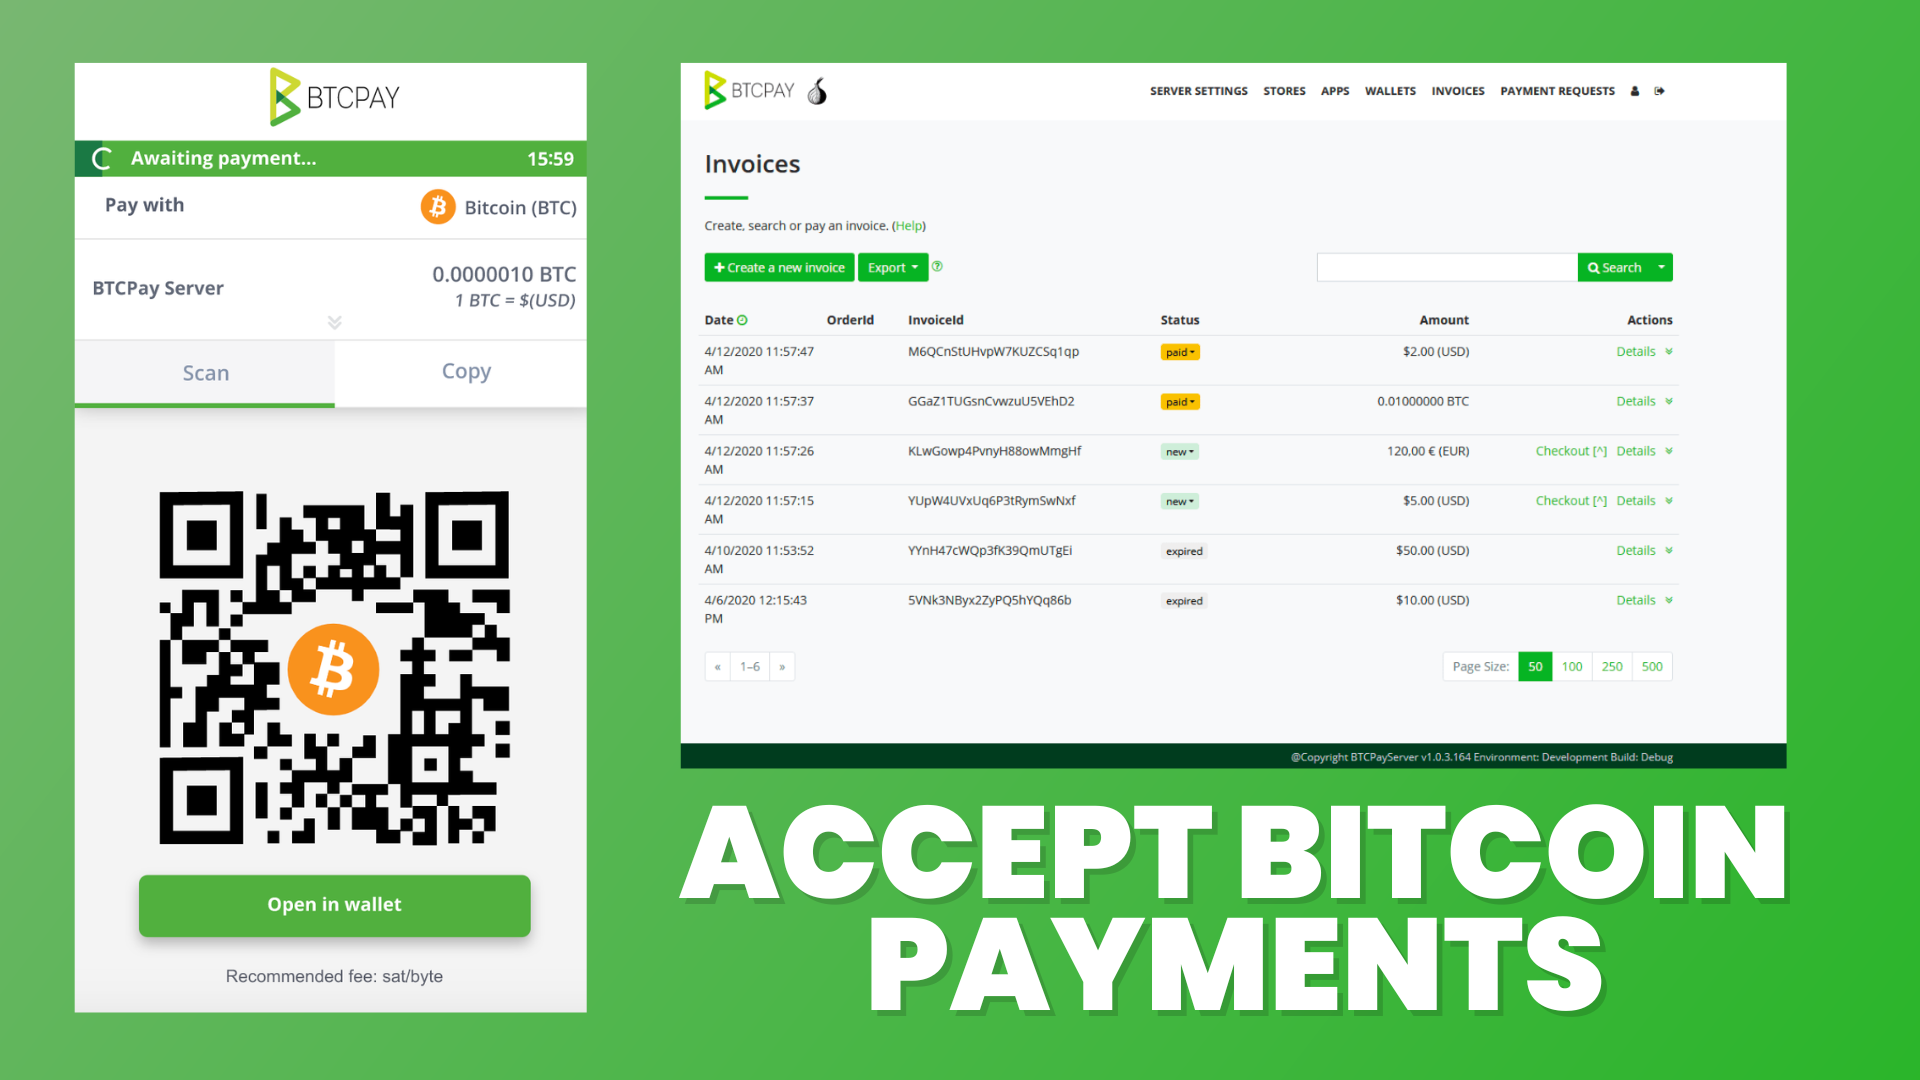 BTCPAY
Awaiting payment... 15:59
Pay with Bitcoin (BTC)
BTCPay Server 0.0000010 BTC
1 BTC = $(USD)
Scan Copy
Open in wallet
Recommended fee: sat/byte
BTCPAY SERVER SETTINGS STORES APPS WALLETS INVOICES PAYMENT REQUESTS
Invoices
Create, search or pay an invoice. (Help)
Create a new invoice Export Search
Date OrderId InvoiceId Status Amount Actions
4/12/2020 11:57:47 M6QCnStUHvpW7KUZCSq1qp paid $2.00 (USD) Details
AM
4/12/2020 11:57:37 GGaZ1TUGsnCvwzuU5VEhD2 paid 0.01000000 BTC Details
AM
4/12/2020 11:57:26 KLwGowp4PvnyH88owMmgHf new 120,00 € (EUR) Checkout [^] Details
AM
4/12/2020 11:57:15 YUpW4UVxUq6P3tRymSwNxf new $5.00 (USD) Checkout [^] Details
AM
4/10/2020 11:53:52 YYnH47cWQp3fK39QmUTgEi expired $50.00 (USD) Details
AM
4/6/2020 12:15:43 5VNk3NByx2ZyPQ5hYQq86b expired $10.00 (USD) Details
PM
« 1–6 » Page Size: 50 100 250 500
@Copyright BTCPayServer v1.0.3.164 Environment: Development Build: Debug
ACCEPT BITCOIN
PAYMENTS